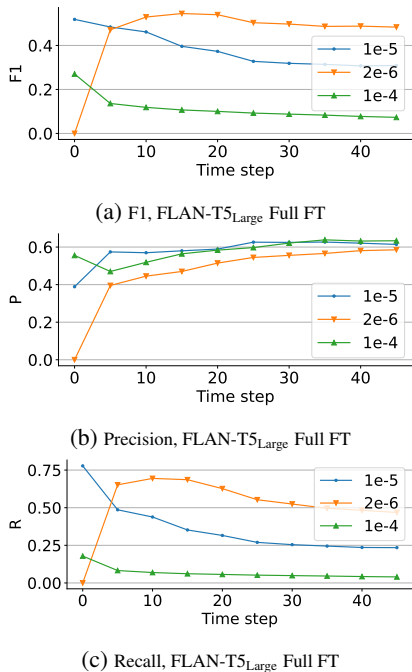 F1
0.4
0.2
0.0
1e-5
2e-6
1e-4
0 10 20 30 40
Time step
(a) F1, FLAN-T5Large Full FT
P
0.6
0.4
0.2
0.0
1e-5
2e-6
1e-4
0 10 20 30 40
Time step
(b) Precision, FLAN-T5Large Full FT
R
0.75
0.50
0.25
0.00
1e-5
2e-6
1e-4
0 10 20 30 40
Time step
(c) Recall, FLAN-T5Large Full FT